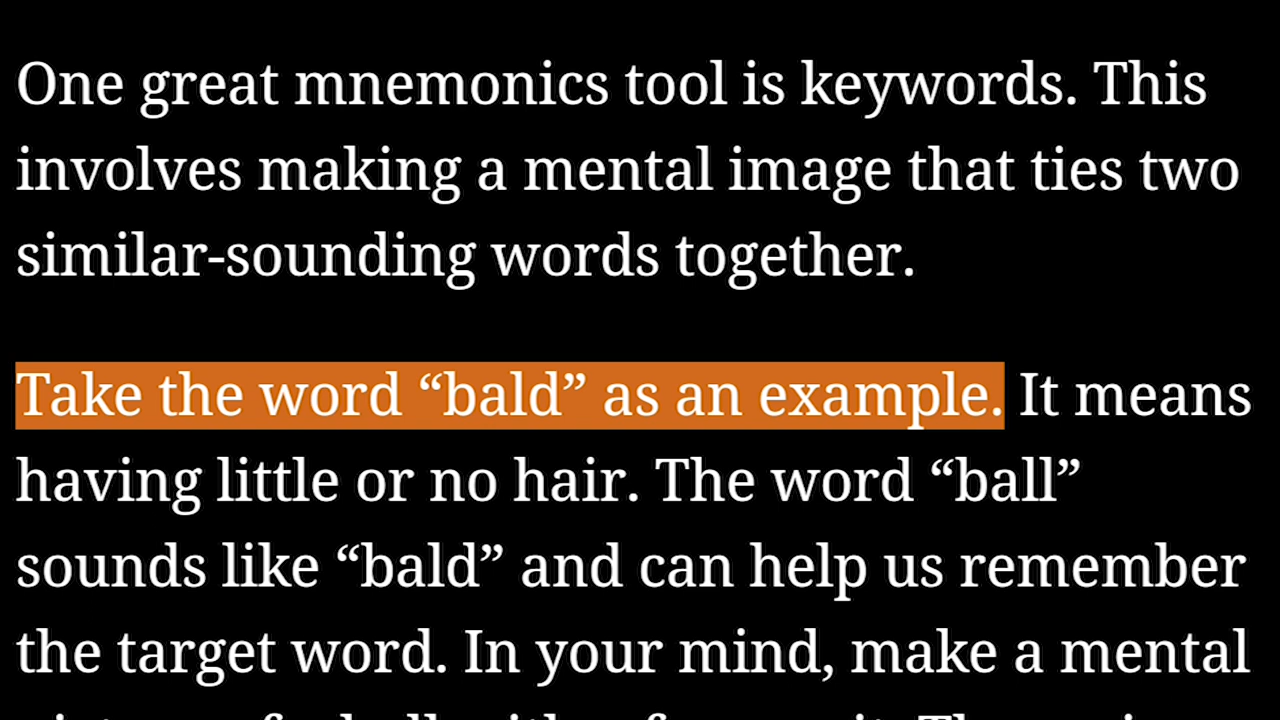 One great mnemonics tool is keywords. This
involves making a mental image that ties two
similar-sounding words together.
Take the word “bald” as an example. It means
having little or no hair. The word “ball”
sounds like “bald” and can help us remember
the target word. In your mind, make a mental